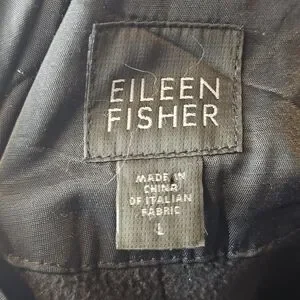 EILEEN
FISHER
MADE IN
CHINA
OF ITALIAN
FABRIC
L